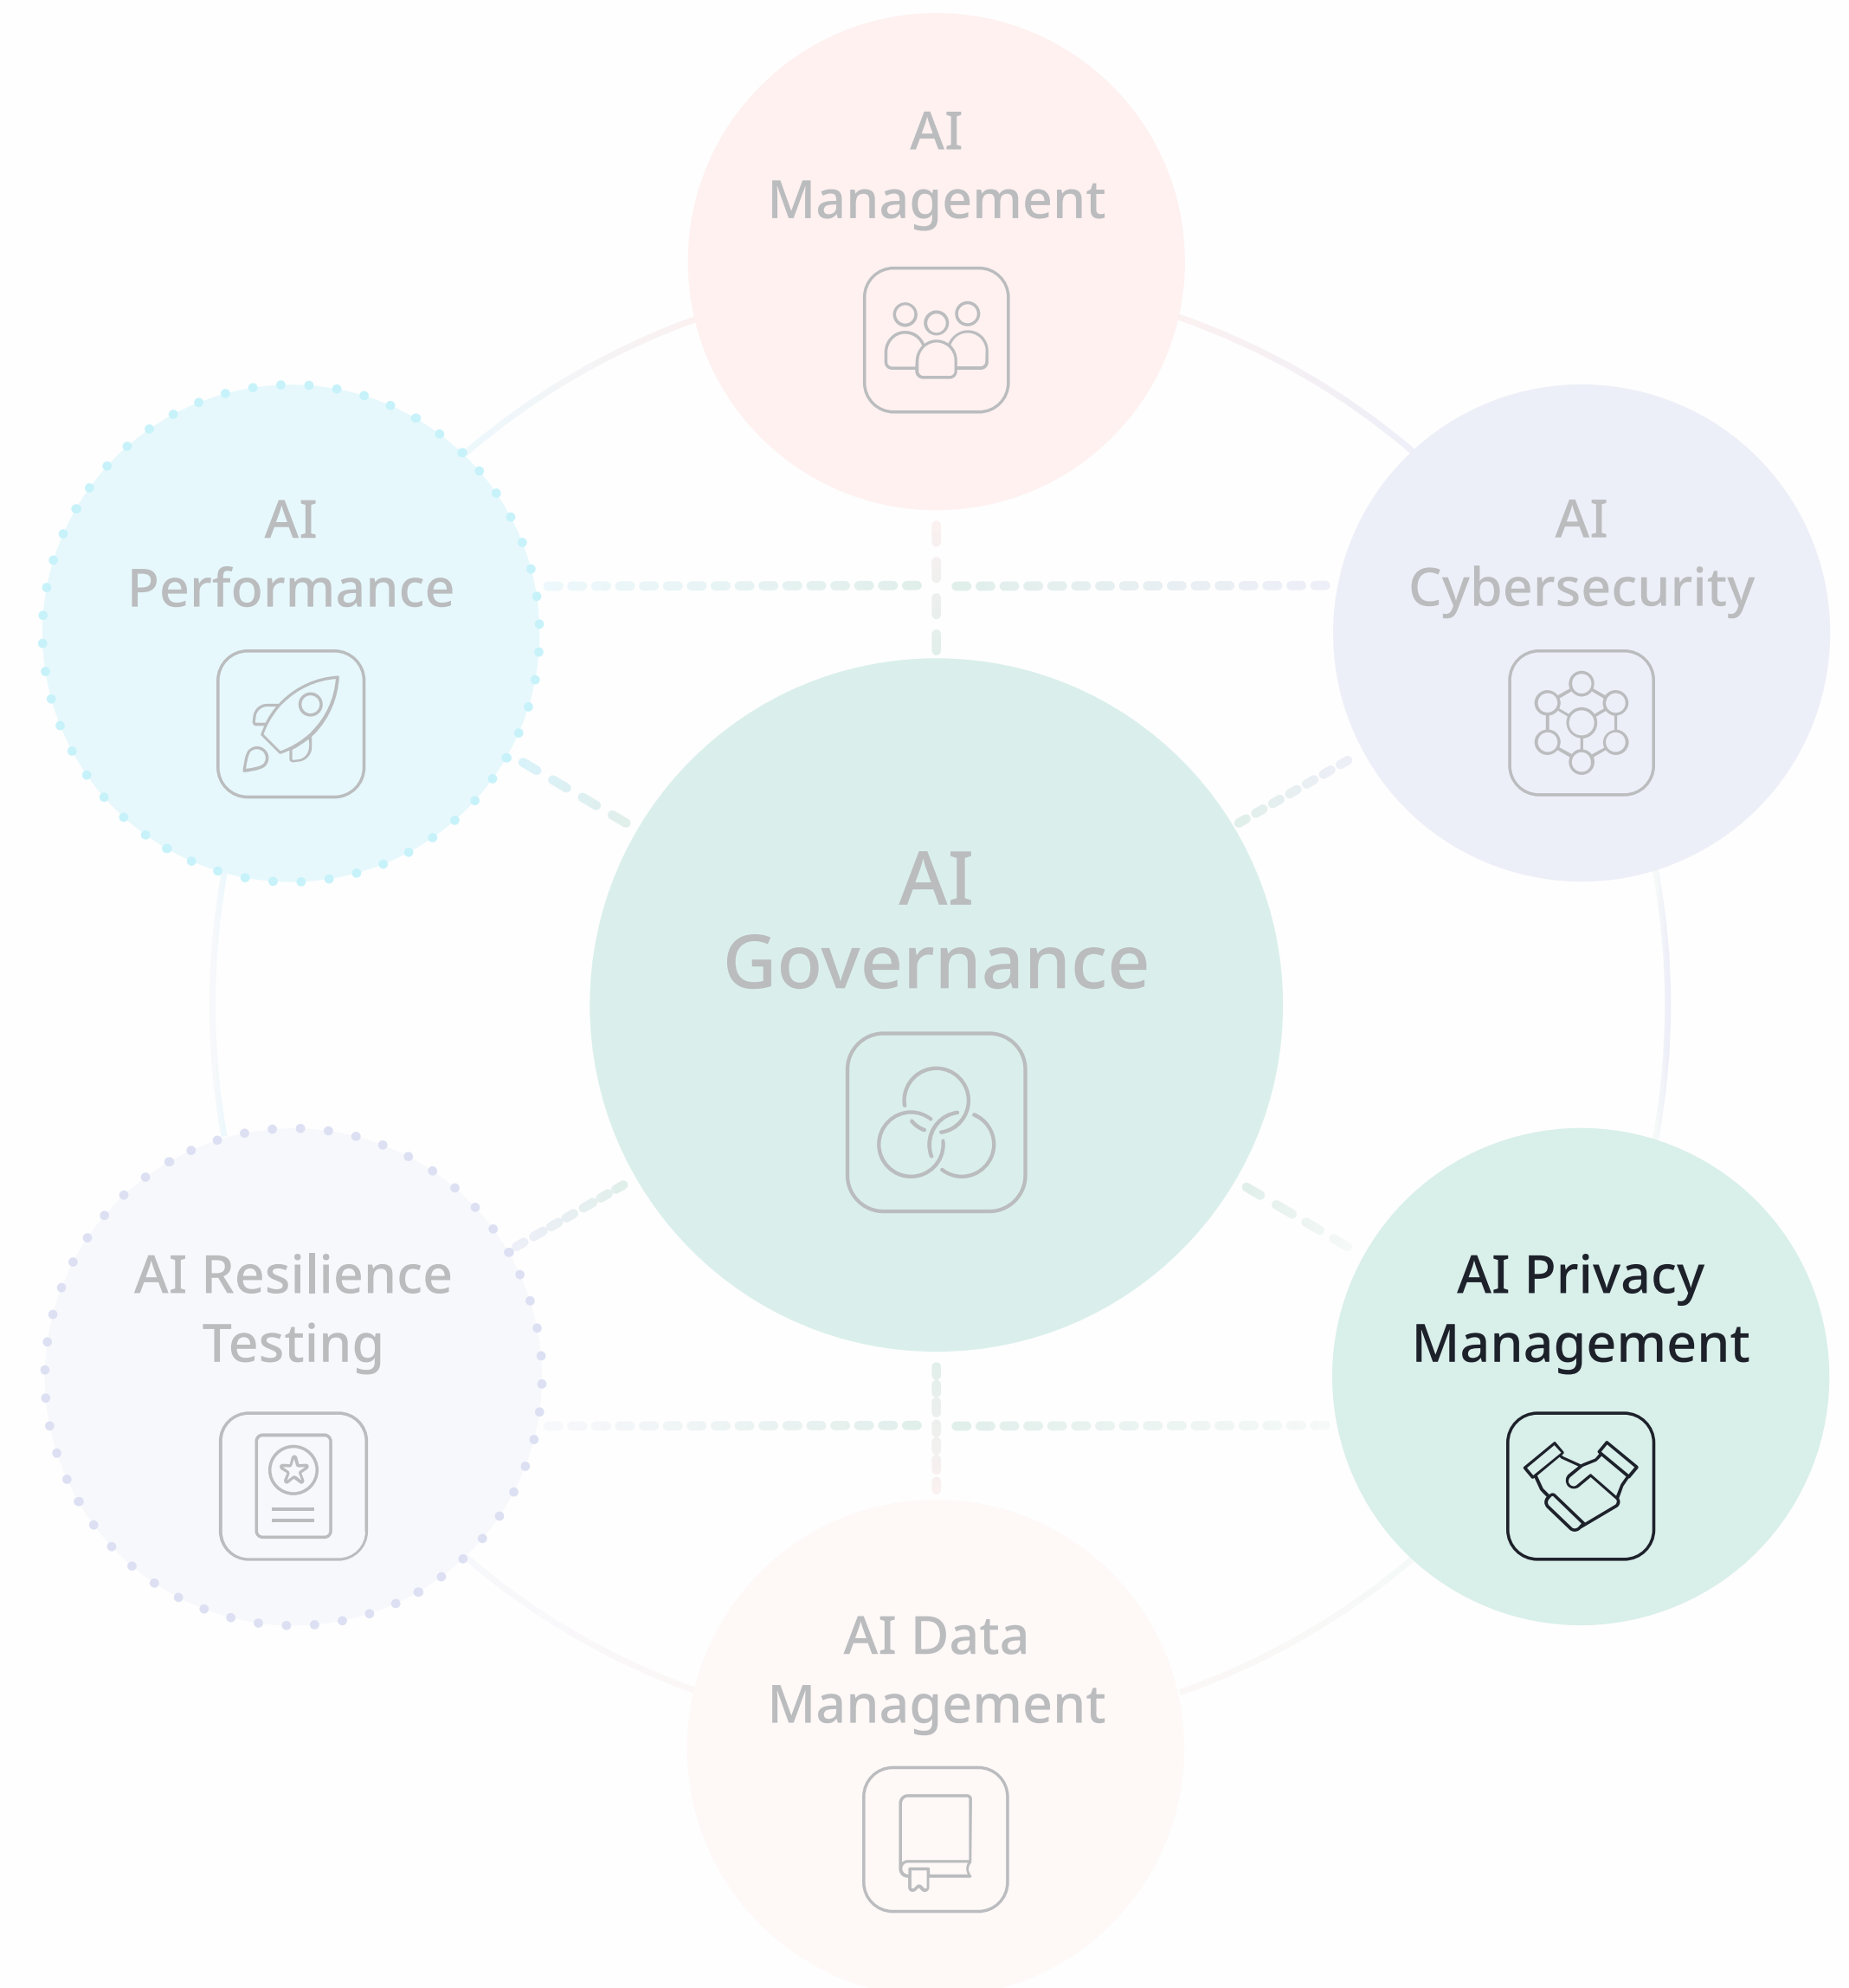 AI
Management
AI
Performance
AI
Cybersecurity
AI
Governance
AI Resilience
Testing
AI Privacy
Management
AI Data
Management